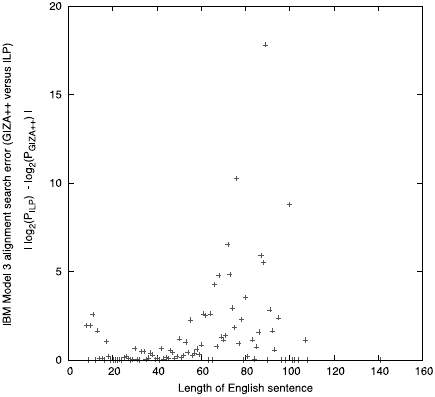 IBM Model 3 alignment search error (GIZA++ versus ILP)
| log2(PILP) - log2(PGIZA++) |
20
15
10
5
0
0 20 40 60 80 100 120 140 160
Length of English sentence